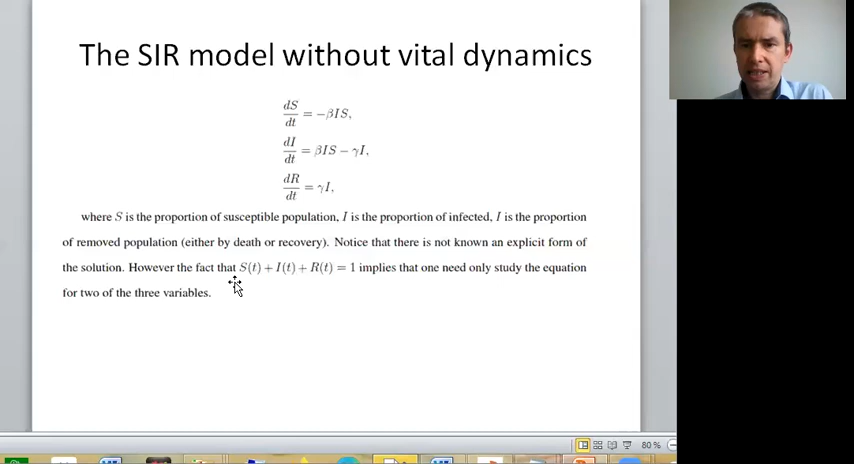 The SIR model without vital dynamics
dS/dt = −βIS,
dI/dt = βIS − γI,
dR/dt = γI,
where S is the proportion of susceptible population, I is the proportion of infected, I is the proportion
of removed population (either by death or recovery). Notice that there is not known an explicit form of
the solution. However the fact that S(t) + I(t) + R(t) = 1 implies that one need only study the equation
for two of the three variables.
80%